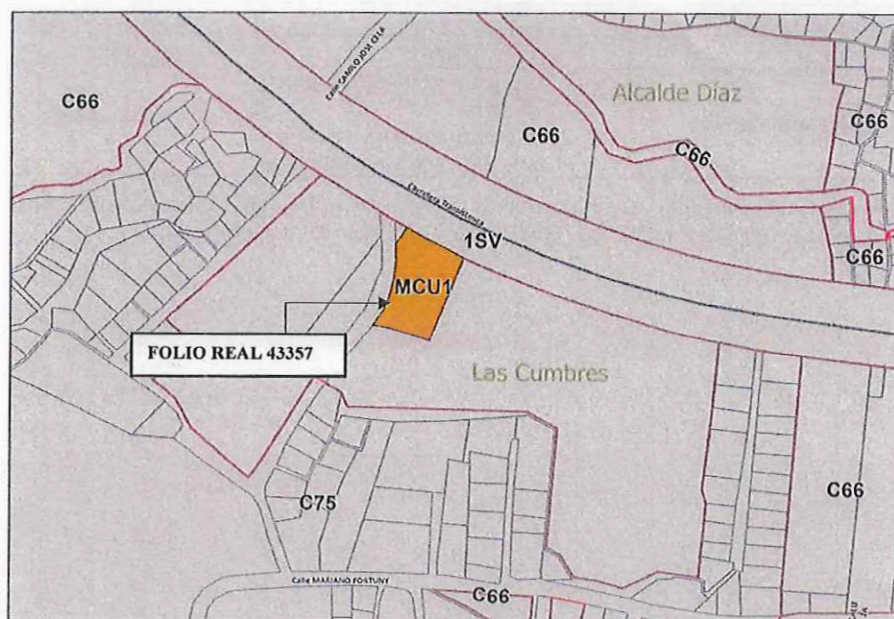 Calle CAMILO JOSE CELA
Alcalde Díaz
C66
C66
C66
C66
Carretera Transístmica
1SV
C66
MCU1
FOLIO REAL 43357
Las Cumbres
C75
C66
Calle MARIANO FOSTUNY
C66